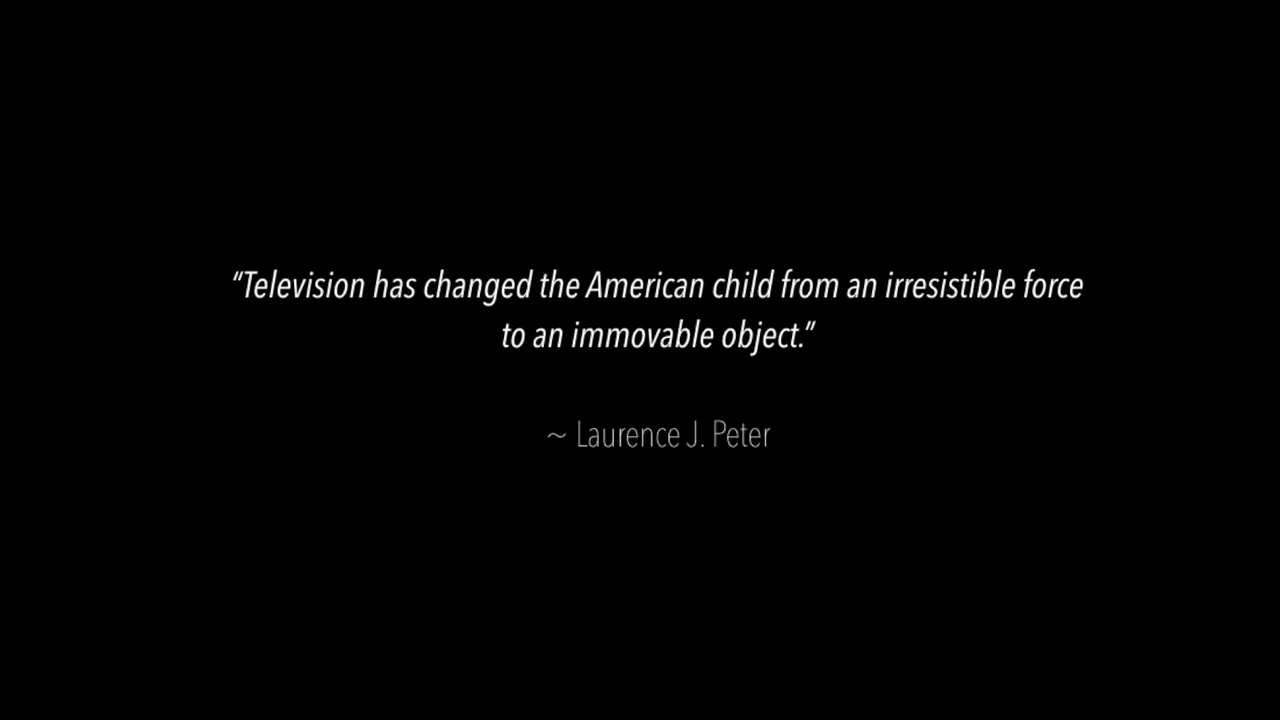 “Television has changed the American child from an irresistible force
to an immovable object.”
~ Laurence J. Peter